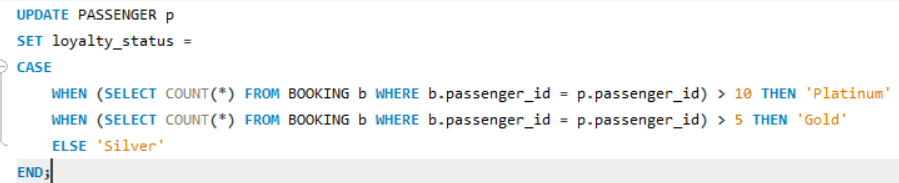 UPDATE PASSENGER p
SET loyalty_status =
CASE
WHEN (SELECT COUNT(*) FROM BOOKING b WHERE b.passenger_id = p.passenger_id) > 10 THEN 'Platinum'
WHEN (SELECT COUNT(*) FROM BOOKING b WHERE b.passenger_id = p.passenger_id) > 5 THEN 'Gold'
ELSE 'Silver'
END;